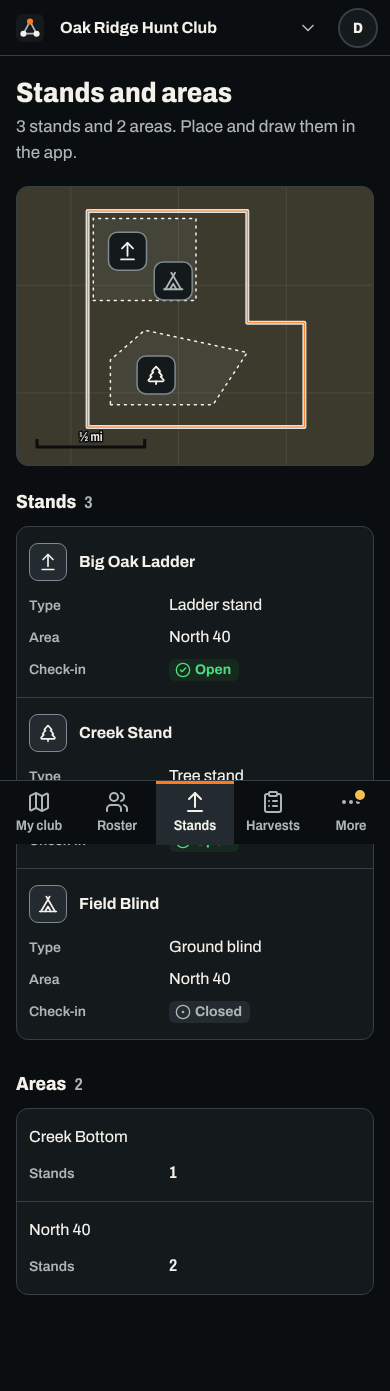 Oak Ridge Hunt Club
D
Stands and areas
3 stands and 2 areas. Place and draw them in
the app.
½ mi
Stands 3
Big Oak Ladder
Type Ladder stand
Area North 40
Check-in Open
Creek Stand
Type Tree stand
My club Roster Stands Harvests More
Field Blind
Type Ground blind
Area North 40
Check-in Closed
Areas 2
Creek Bottom
Stands 1
North 40
Stands 2